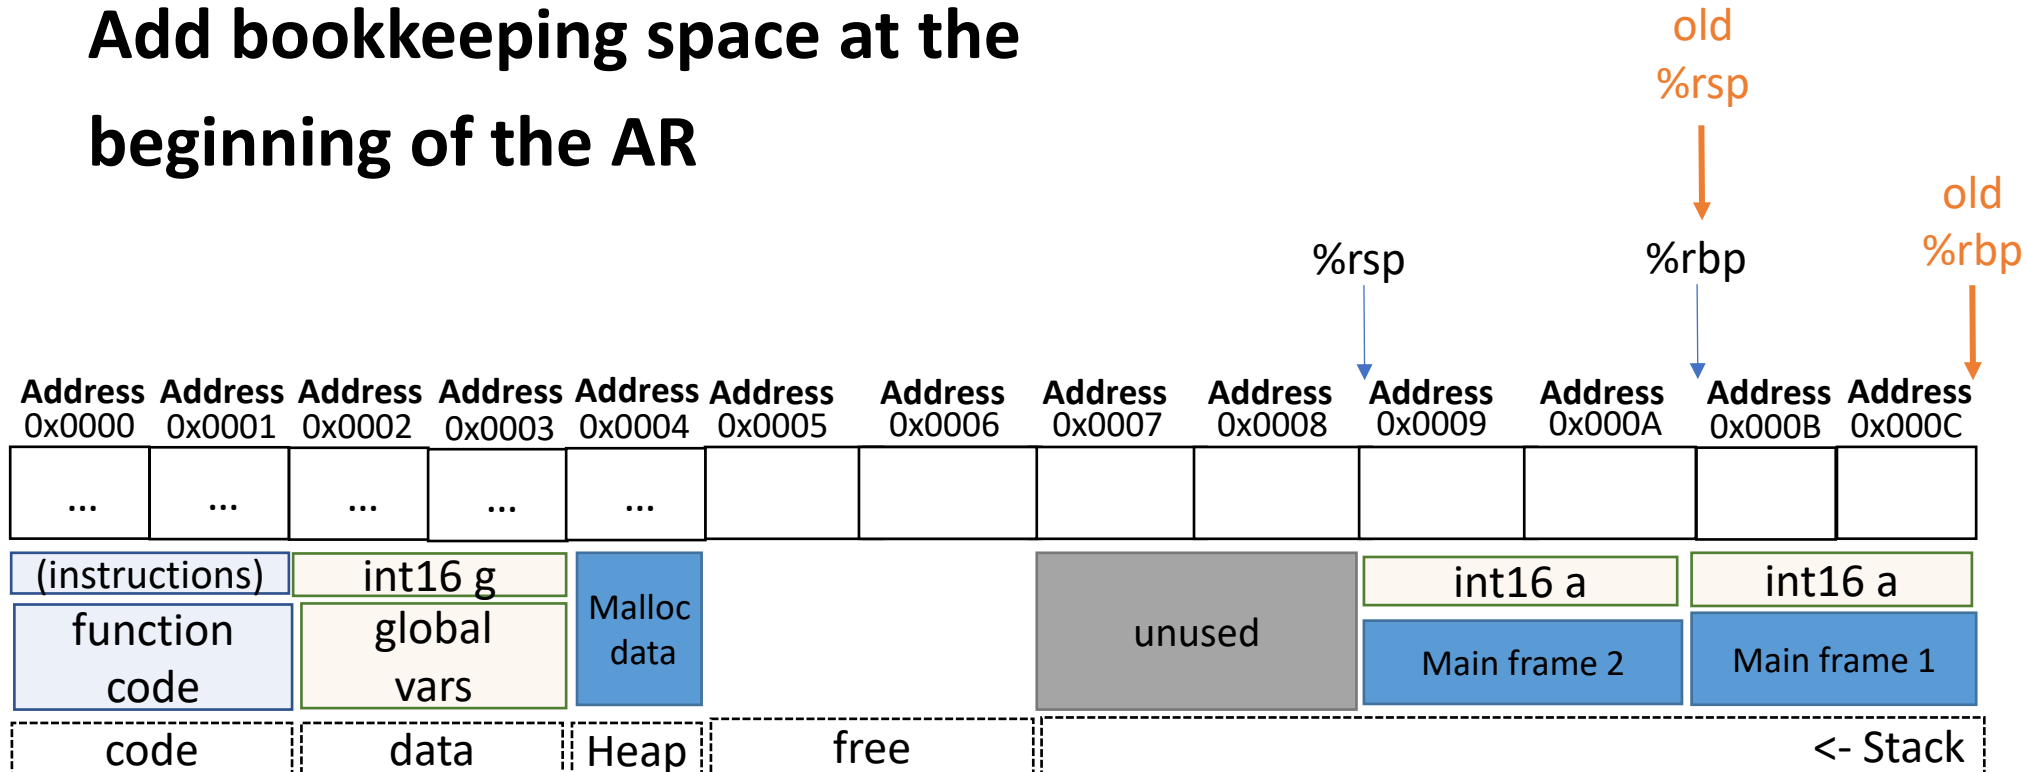 Add bookkeeping space at the
beginning of the AR
old
%rsp
old
%rbp
%rsp
%rbp
Address Address Address Address Address Address Address Address Address Address Address Address Address
0x0000 0x0001 0x0002 0x0003 0x0004 0x0005 0x0006 0x0007 0x0008 0x0009 0x000A 0x000B 0x000C
... ... ... ... ...
(instructions)
function
code
int16 g
global
vars
Malloc
data
unused
int16 a
Main frame 2
int16 a
Main frame 1
code
data
Heap
free
<- Stack